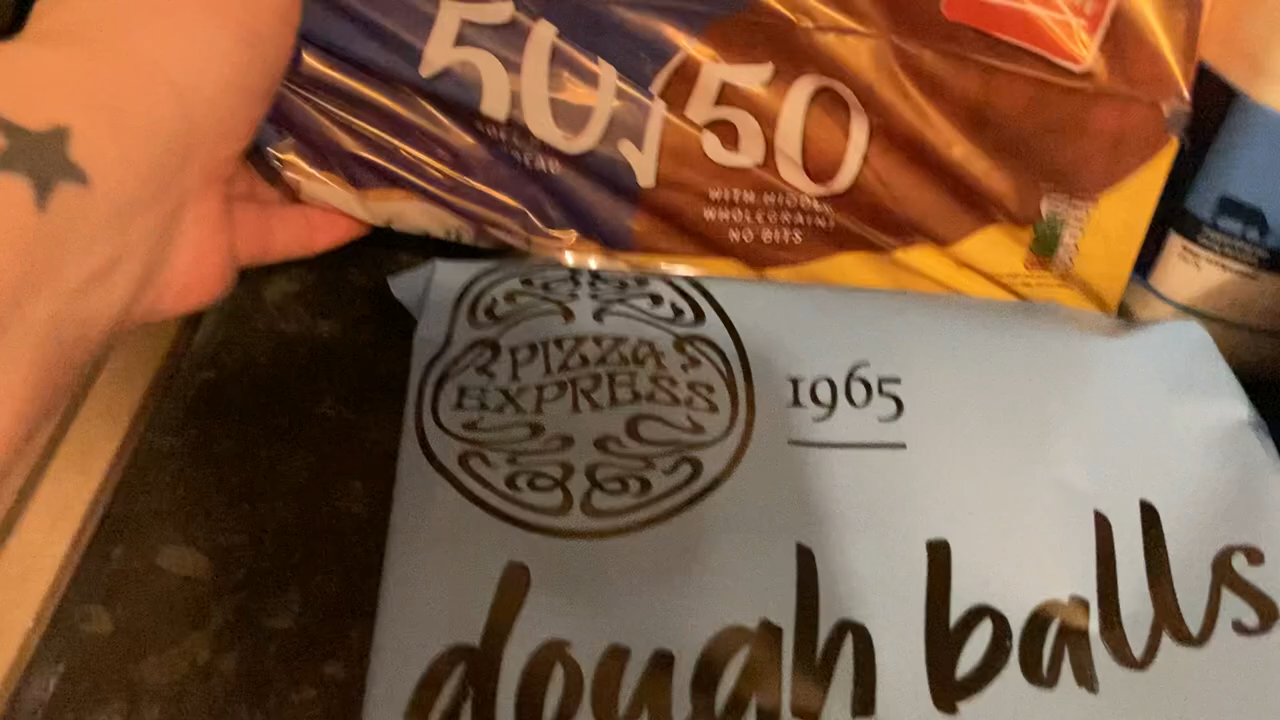 50/50
WITH HIDDEN
WHOLEGRAIN!
NO BITS
PIZZA
EXPRESS
1965
dough balls